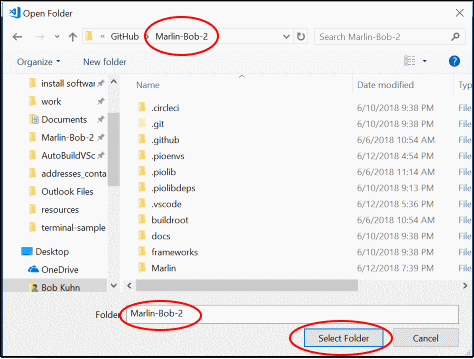 Open Folder
« GitHub › Marlin-Bob-2
Search Marlin-Bob-2
Organize New folder
install softwar
work
Documents
Marlin-Bob-2
AutoBuildVSc
addresses_conta
Outlook Files
resources
terminal-sample
Desktop
OneDrive
Bob Kuhn
Name Date modified Type
.circleci 6/10/2018 9:38 PM File
.git 6/10/2018 9:38 PM File
.github 6/6/2018 10:54 AM File
.pioenvs 6/12/2018 4:54 PM File
.piolib 6/6/2018 11:14 AM File
.piolibdeps 6/10/2018 9:13 PM File
.vscode 6/12/2018 5:36 PM File
buildroot 6/6/2018 10:54 AM File
docs 6/10/2018 9:38 PM File
frameworks 6/10/2018 9:38 PM File
Marlin 6/12/2018 7:39 PM File
Folder: Marlin-Bob-2
Select Folder Cancel